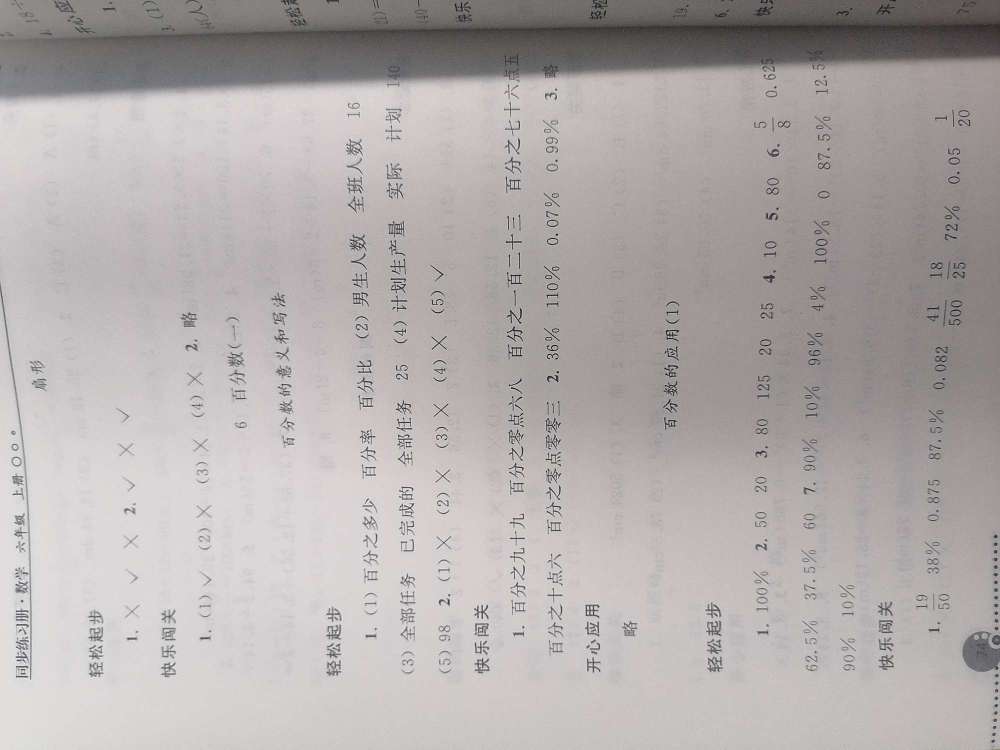 同步练习册·数学 六年级 上册
扇形
轻松起步
1. × √ × 2. √ × √
快乐闯关
1. (1)√ (2)× (3)× (4)× 2. 略
6 百分数(一)
百分数的意义和写法
轻松起步
1. (1)百分之多少 百分率 百分比 (2)男生人数 全班人数 16
(3)全部任务 已完成的 全部任务 25 (4)计划生产量 实际 计划 140
(5)98 2. (1)× (2)× (3)× (4)× (5)√
快乐闯关
1. 百分之九十九 百分之零点六八 百分之一百二十三 百分之七十六点五
百分之十点六 百分之零点零零三 2. 36% 110% 0.07% 0.99% 3. 略
开心应用
略
百分数的应用(1)
轻松起步
1. 100% 2. 50 20 3. 80 125 20 25 4. 10 5. 80 6. 5/8 0.625
62.5% 37.5% 60 7. 90% 10% 96% 4% 100% 0 87.5% 12.5%
90% 10%
快乐闯关
1. 19/50 38% 0.875 87.5% 0.082 41/500 18/25 72% 0.05 1/20